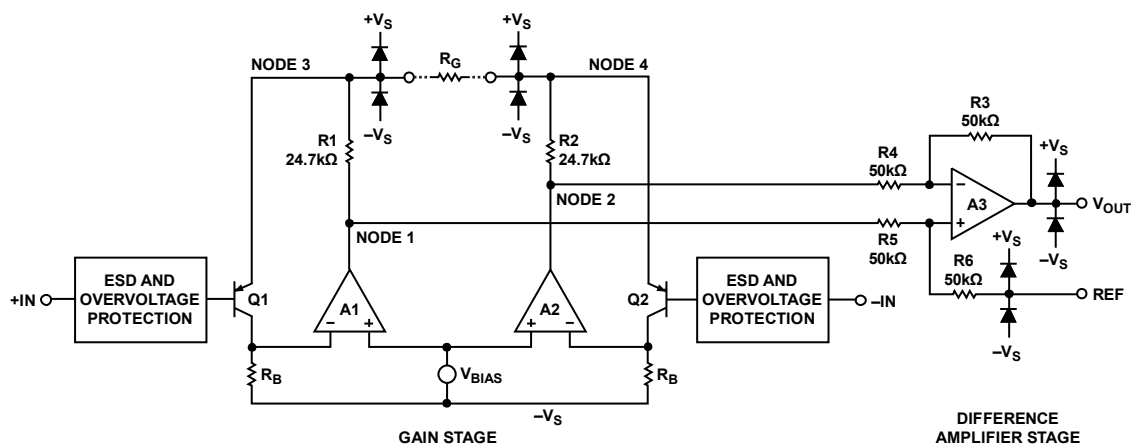 +VS
+VS
NODE 3
RG
NODE 4
–VS
–VS
R1
24.7kΩ
R2
24.7kΩ
R3
50kΩ
R4
50kΩ
+VS
–
A3
+
VOUT
NODE 2
NODE 1
R5
50kΩ
+VS
–VS
R6
50kΩ
REF
–VS
+IN
ESD AND
OVERVOLTAGE
PROTECTION
Q1
A1
– +
A2
+ –
Q2
ESD AND
OVERVOLTAGE
PROTECTION
–IN
RB
VBIAS
RB
–VS
GAIN STAGE
DIFFERENCE
AMPLIFIER STAGE